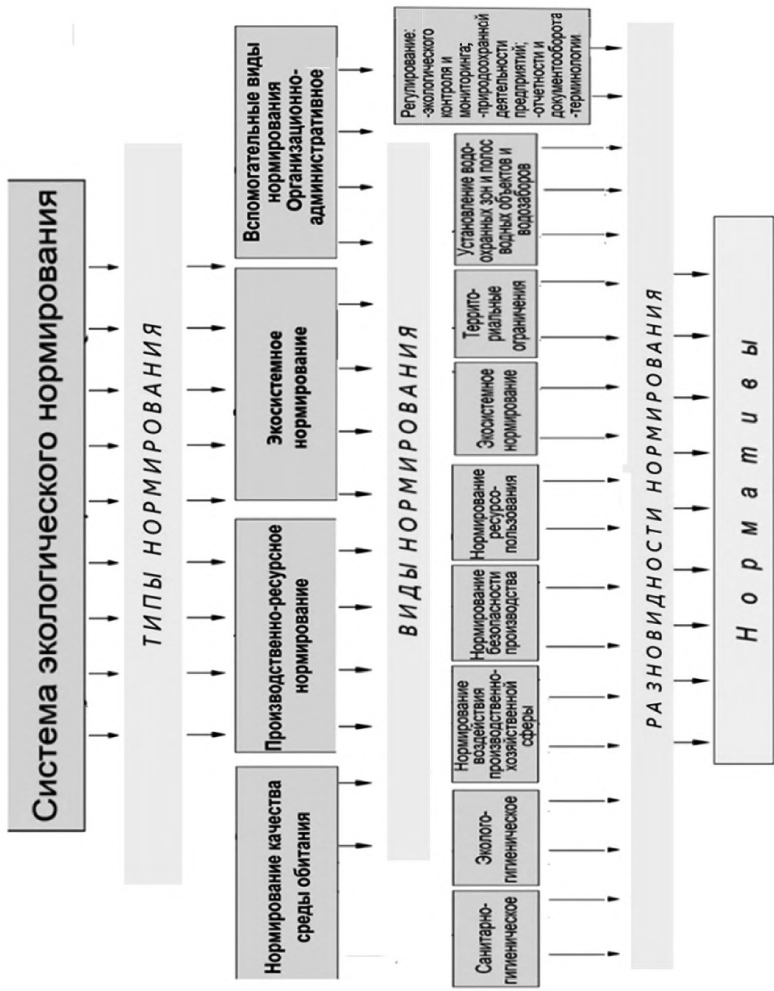 Система экологического нормирования
ТИПЫ НОРМИРОВАНИЯ
Нормирование качества
среды обитания
Производственно-ресурсное
нормирование
Экосистемное
нормирование
Вспомогательные виды
нормирования
Организационно-
административное
ВИДЫ НОРМИРОВАНИЯ
Санитарно-
гигиеническое
Эколого-
гигиеническое
Нормирование
воздействия
производственно-
хозяйственной
сферы
Нормирование
безопасности
производства
Нормирование
ресурсо-
пользования
Экосистемное
нормирование
Террито-
риальные
ограничения
Установление водо-
охранных зон и полос
водных объектов и
водозаборов
Регулирование:
-экологического
контроля и
мониторинга;
-природоохранной
деятельности
предприятий;
-отчетности и
документооборота
-терминологии
РАЗНОВИДНОСТИ НОРМИРОВАНИЯ
Нормативы